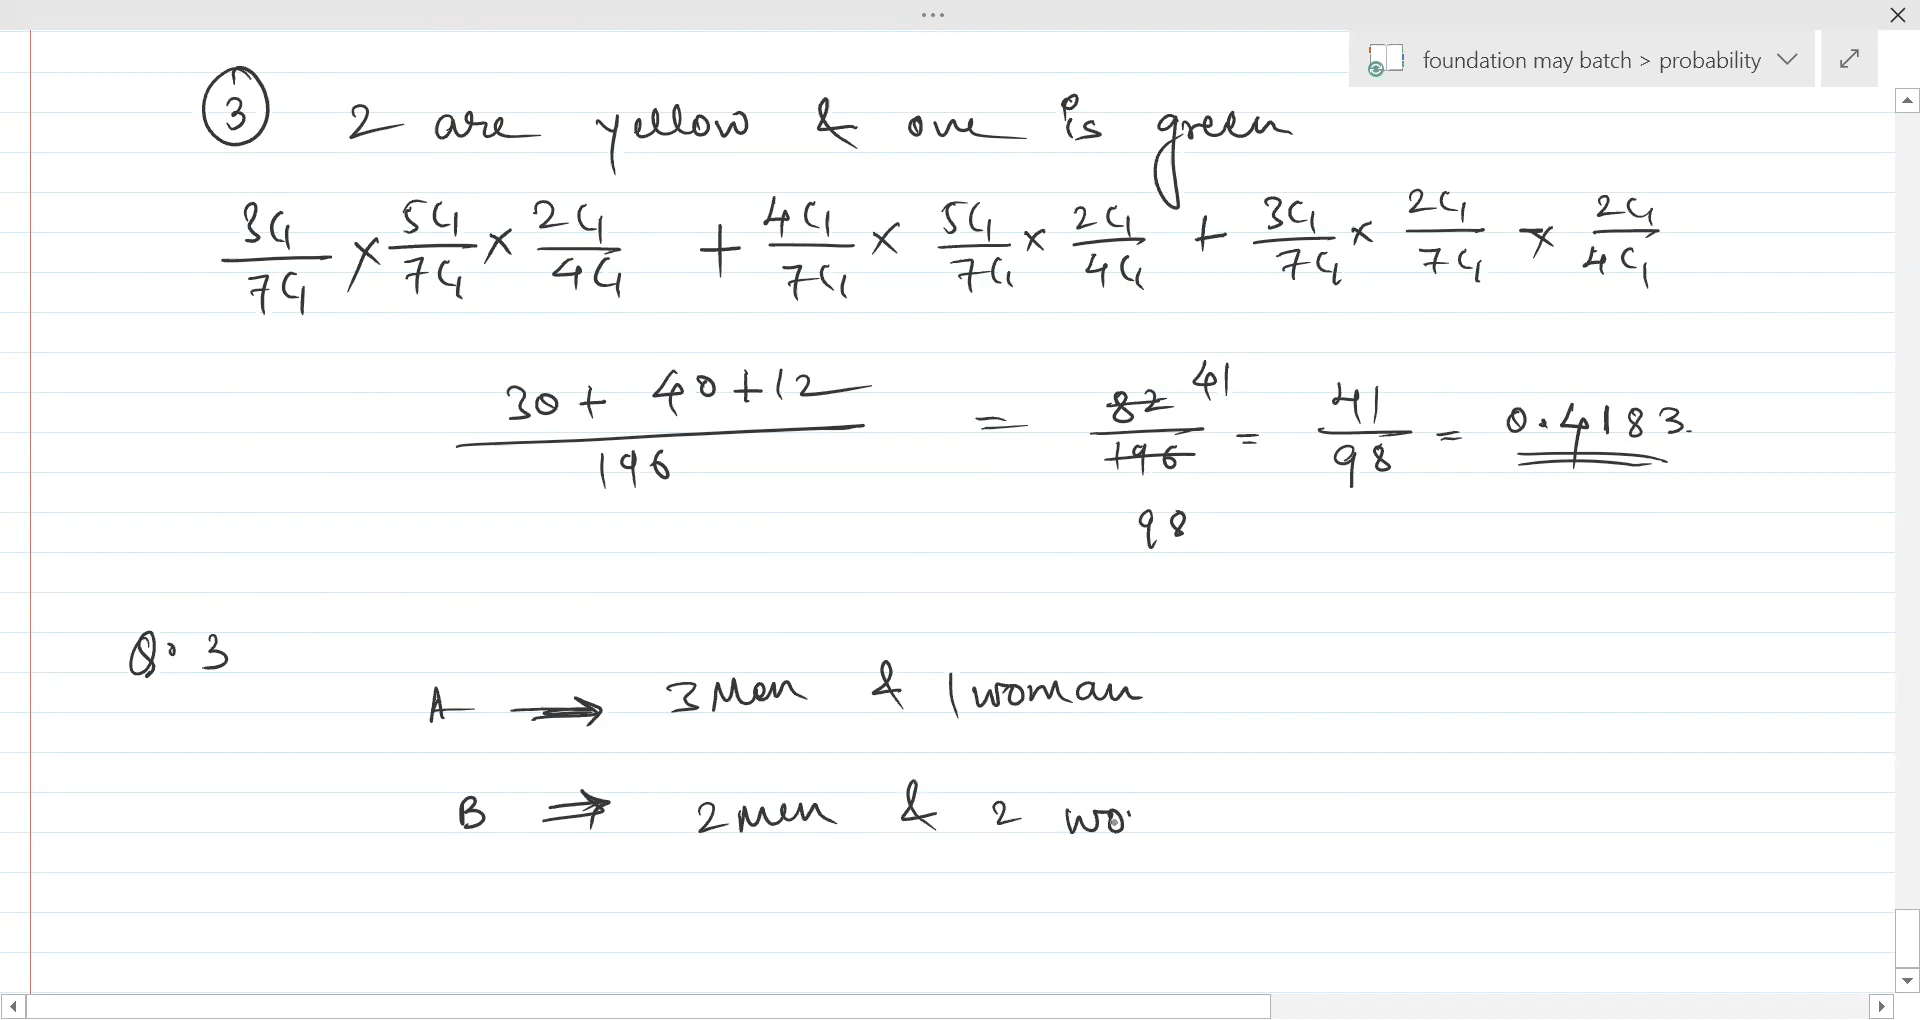 foundation may batch > probability
③ 2 are yellow & one is green
3C1/7C1 × 5C1/7C1 × 2C1/4C1 + 4C1/7C1 × 5C1/7C1 × 2C1/4C1 + 3C1/7C1 × 2C1/7C1 × 2C1/4C1
30 + 40 + 12 / 196 = 82 41 / 196 98 = 41/98 = 0.4183.
Q. 3
A ⇒ 3 Men & 1 woman
B ⇒ 2 men & 2 wo